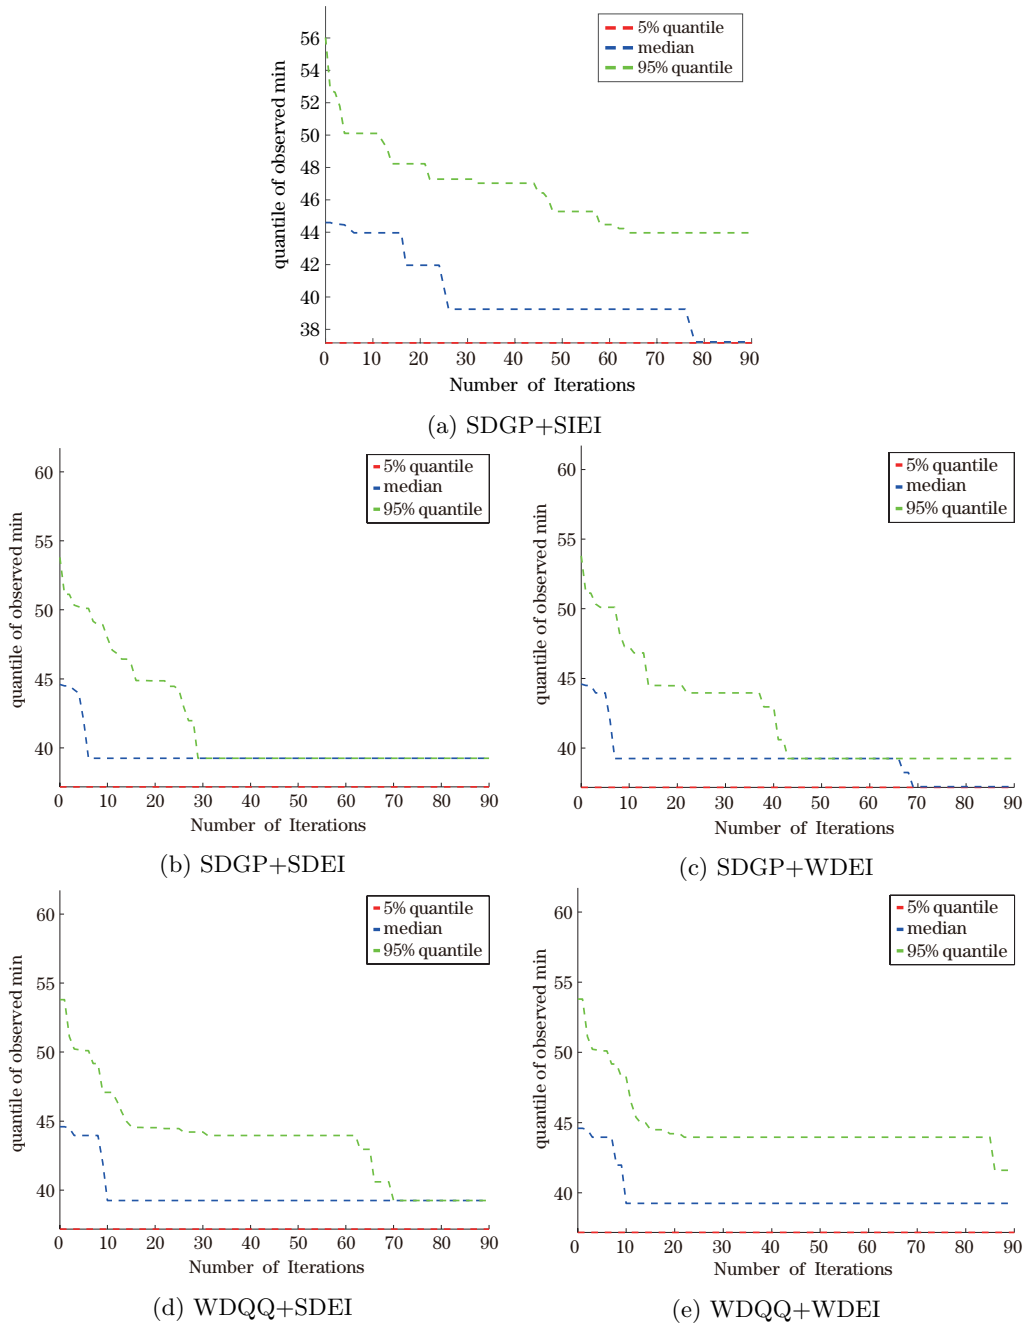 5% quantile
median
95% quantile
quantile of observed min
56
54
52
50
48
46
44
42
40
38
0 10 20 30 40 50 60 70 80 90
Number of Iterations
(a) SDGP+SIEI
5% quantile
median
95% quantile
quantile of observed min
60
55
50
45
40
0 10 20 30 40 50 60 70 80 90
Number of Iterations
(b) SDGP+SDEI
5% quantile
median
95% quantile
quantile of observed min
60
55
50
45
40
0 10 20 30 40 50 60 70 80 90
Number of Iterations
(c) SDGP+WDEI
5% quantile
median
95% quantile
quantile of observed min
60
55
50
45
40
0 10 20 30 40 50 60 70 80 90
Number of Iterations
(d) WDQQ+SDEI
5% quantile
median
95% quantile
quantile of observed min
60
55
50
45
40
0 10 20 30 40 50 60 70 80 90
Number of Iterations
(e) WDQQ+WDEI